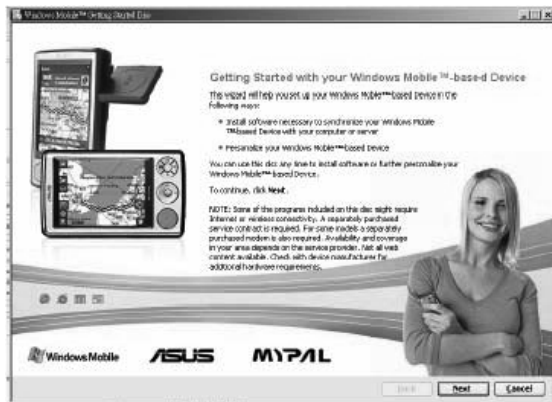 Windows Mobile™ Getting Started Disc
Getting Started with your Windows Mobile™-based Device
This wizard will help you set up your Windows Mobile™-based Device in the
following ways:
Install software necessary to synchronize your Windows Mobile
™-based Device with your computer or server
Personalize your Windows Mobile™-based Device
You can use this disc any time to install software or further personalize your
Windows Mobile™-based Device.
To continue, click Next.
NOTE: Some of the programs included on this disc might require
Internet or wireless connectivity. A separately purchased
service contract is required. For some models a separately
purchased modem is also required. Availability and coverage
in your area depends on the service provider. Not all web
content available. Check with device manufacturer for
additional hardware requirements.
Windows Mobile
ASUS
MYPAL
Back
Next
Cancel